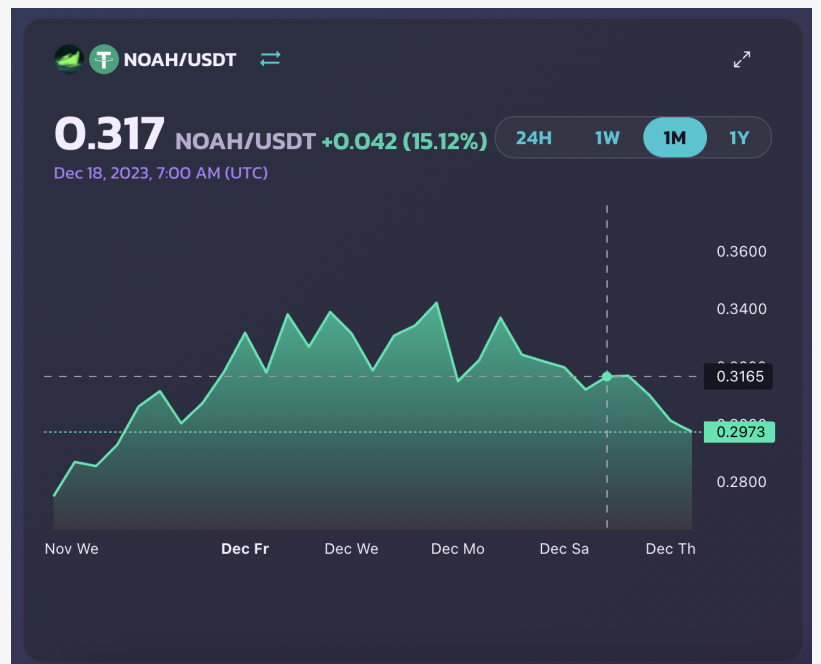 NOAH/USDT
0.317 NOAH/USDT +0.042 (15.12%)
24H 1W 1M 1Y
Dec 18, 2023, 7:00 AM (UTC)
0.3600
0.3400
0.3165
0.2973
0.2800
Nov We Dec Fr Dec We Dec Mo Dec Sa Dec Th